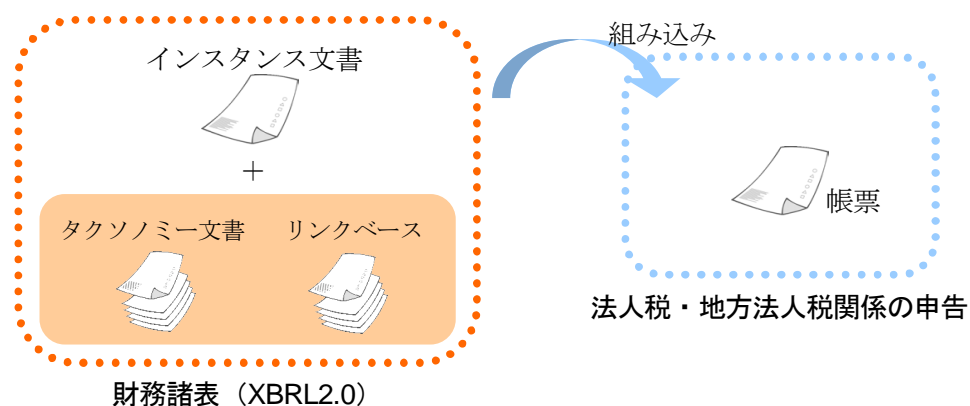 組み込み
インスタンス文書
+
帳票
タクソノミー文書 リンクベース
法人税・地方法人税関係の申告
財務諸表（XBRL2.0）